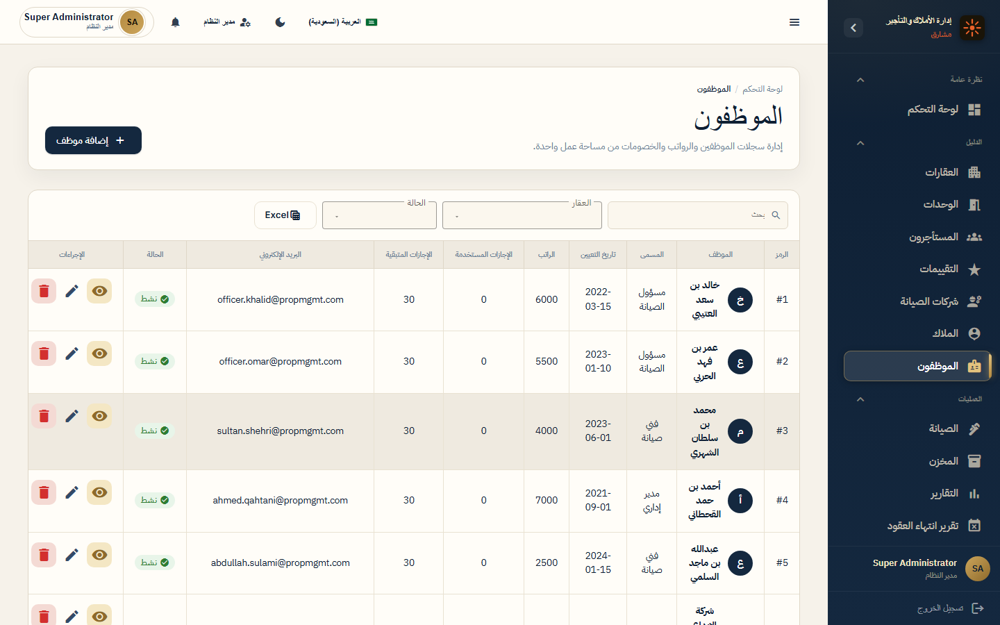 إدارة الأملاك والتأجير
مشارق
نظرة عامة
لوحة التحكم
الدليل
العقارات
الوحدات
المستأجرون
التقييمات
شركات الصيانة
الملاك
الموظفون
العمليات
الصيانة
المخزن
التقارير
تقرير انتهاء العقود
Super Administrator
SA
مدير النظام
تسجيل الخروج
العربية (السعودية)
مدير النظام
SA
Super Administrator
مدير النظام
لوحة التحكم / الموظفون
الموظفون
إدارة سجلات الموظفين والرواتب والخصومات من مساحة عمل واحدة.
إضافة موظف
بحث
العقار
الحالة
Excel
الرمز الموظف المسمى تاريخ التعيين الراتب الإجازات المستخدمة الإجازات المتبقية البريد الإلكتروني الحالة الإجراءات
#1 خ خالد بن سعد العتيبي مسؤول الصيانة 2022-03-15 6000 0 30 officer.khalid@propmgmt.com نشط
#2 ع عمر بن فهد الحربي مسؤول الصيانة 2023-01-10 5500 0 30 officer.omar@propmgmt.com نشط
#3 م محمد بن سلطان الشهري فني صيانة 2023-06-01 4000 0 30 sultan.shehri@propmgmt.com نشط
#4 أ أحمد بن حمد القحطاني مدير إداري 2021-09-01 7000 0 30 ahmed.qahtani@propmgmt.com نشط
#5 ع عبدالله بن ماجد السلمي فني صيانة 2024-01-15 2500 0 30 abdullah.sulami@propmgmt.com نشط
شركة